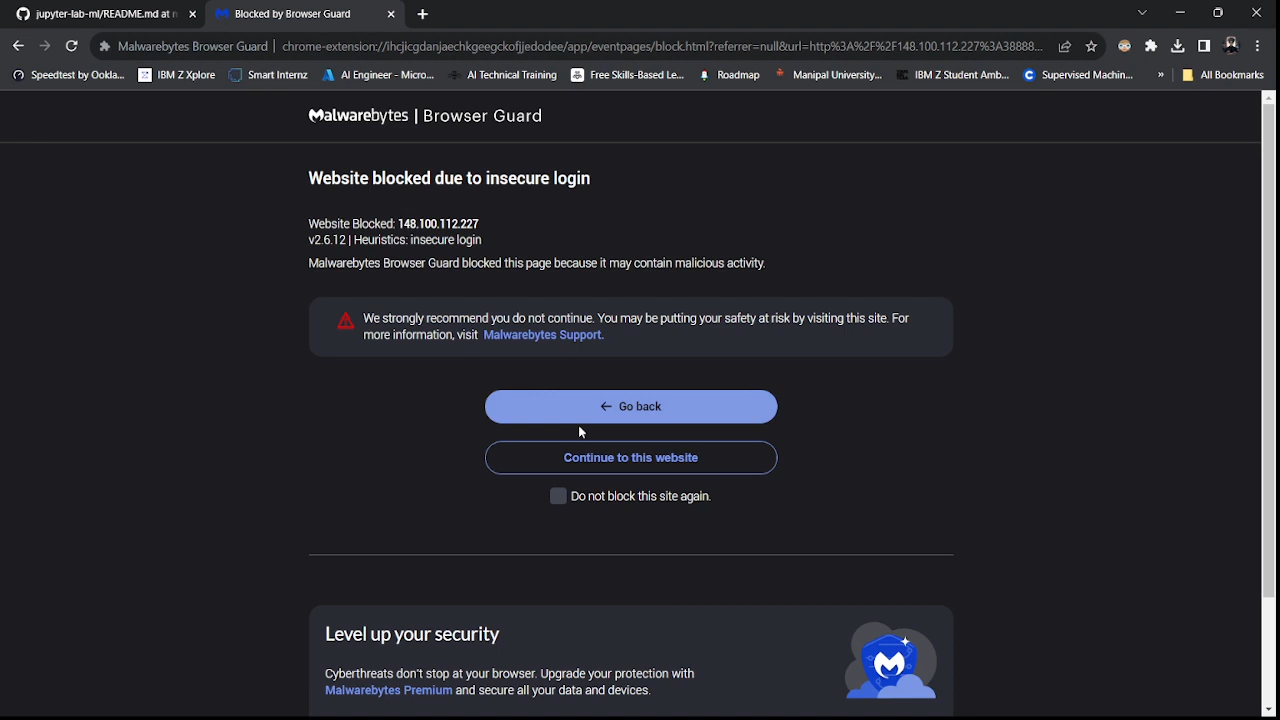 jupyter-lab-ml/README.md at n
Blocked by Browser Guard
Malwarebytes Browser Guard
chrome-extension://ihcjicgdanjaechkgeegckofjjedodee/app/eventpages/block.html?referrer=null&url=http%3A%2F%2F148.100.112.227%3A38888...
Speedtest by Ookla...
IBM Z Xplore
Smart Internz
AI Engineer - Micro...
AI Technical Training
Free Skills-Based Le...
Roadmap
Manipal University...
IBM Z Student Amb...
Supervised Machin...
»
All Bookmarks
Malwarebytes | Browser Guard
Website blocked due to insecure login
Website Blocked: 148.100.112.227
v2.6.12 | Heuristics: insecure login
Malwarebytes Browser Guard blocked this page because it may contain malicious activity.
We strongly recommend you do not continue. You may be putting your safety at risk by visiting this site. For
more information, visit Malwarebytes Support.
← Go back
Continue to this website
Do not block this site again.
Level up your security
Cyberthreats don't stop at your browser. Upgrade your protection with
Malwarebytes Premium and secure all your data and devices.